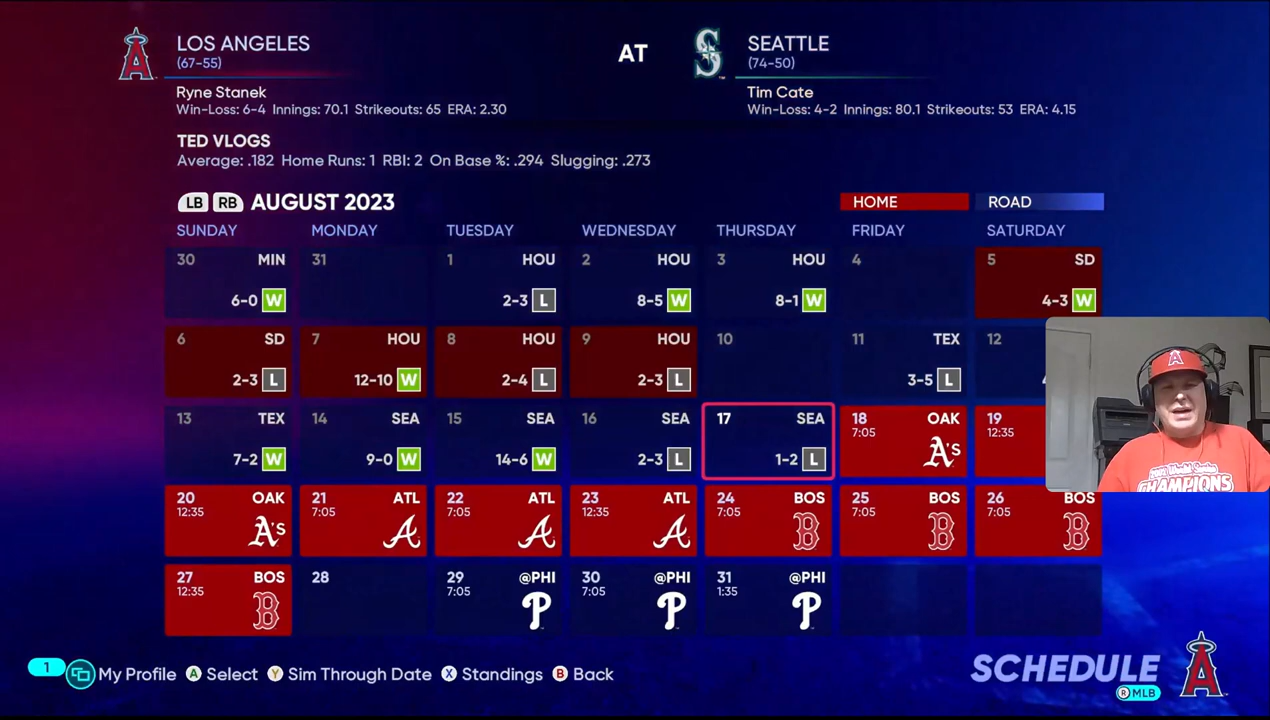 LOS ANGELES
(67-55)
AT
SEATTLE
(74-50)
Ryne Stanek
Win-Loss: 6-4 Innings: 70.1 Strikeouts: 65 ERA: 2.30
Tim Cate
Win-Loss: 4-2 Innings: 80.1 Strikeouts: 53 ERA: 4.15
TED VLOGS
Average: .182 Home Runs: 1 RBI: 2 On Base %: .294 Slugging: .273
LB RB AUGUST 2023
HOME ROAD
SUNDAY MONDAY TUESDAY WEDNESDAY THURSDAY FRIDAY SATURDAY
30 MIN 31 1 HOU 2 HOU 3 HOU 4 5 SD
6-0 W 2-3 L 8-5 W 8-1 W 4-3 W
6 SD 7 HOU 8 HOU 9 HOU 10 11 TEX 12
2-3 L 12-10 W 2-4 L 2-3 L 3-5 L
13 TEX 14 SEA 15 SEA 16 SEA 17 SEA 18 OAK 19
7:05 12:35
7-2 W 9-0 W 14-6 W 2-3 L 1-2 L A's
20 OAK 21 ATL 22 ATL 23 ATL 24 BOS 25 BOS 26 BOS
12:35 7:05 7:05 12:35 7:05 7:05 7:05
A's A A A B B B
27 BOS 28 29 @PHI 30 @PHI 31 @PHI
12:35 7:05 7:05 1:35
B P P P
1 My Profile A Select Y Sim Through Date X Standings B Back
SCHEDULE
R MLB
A
CHAMPIONS